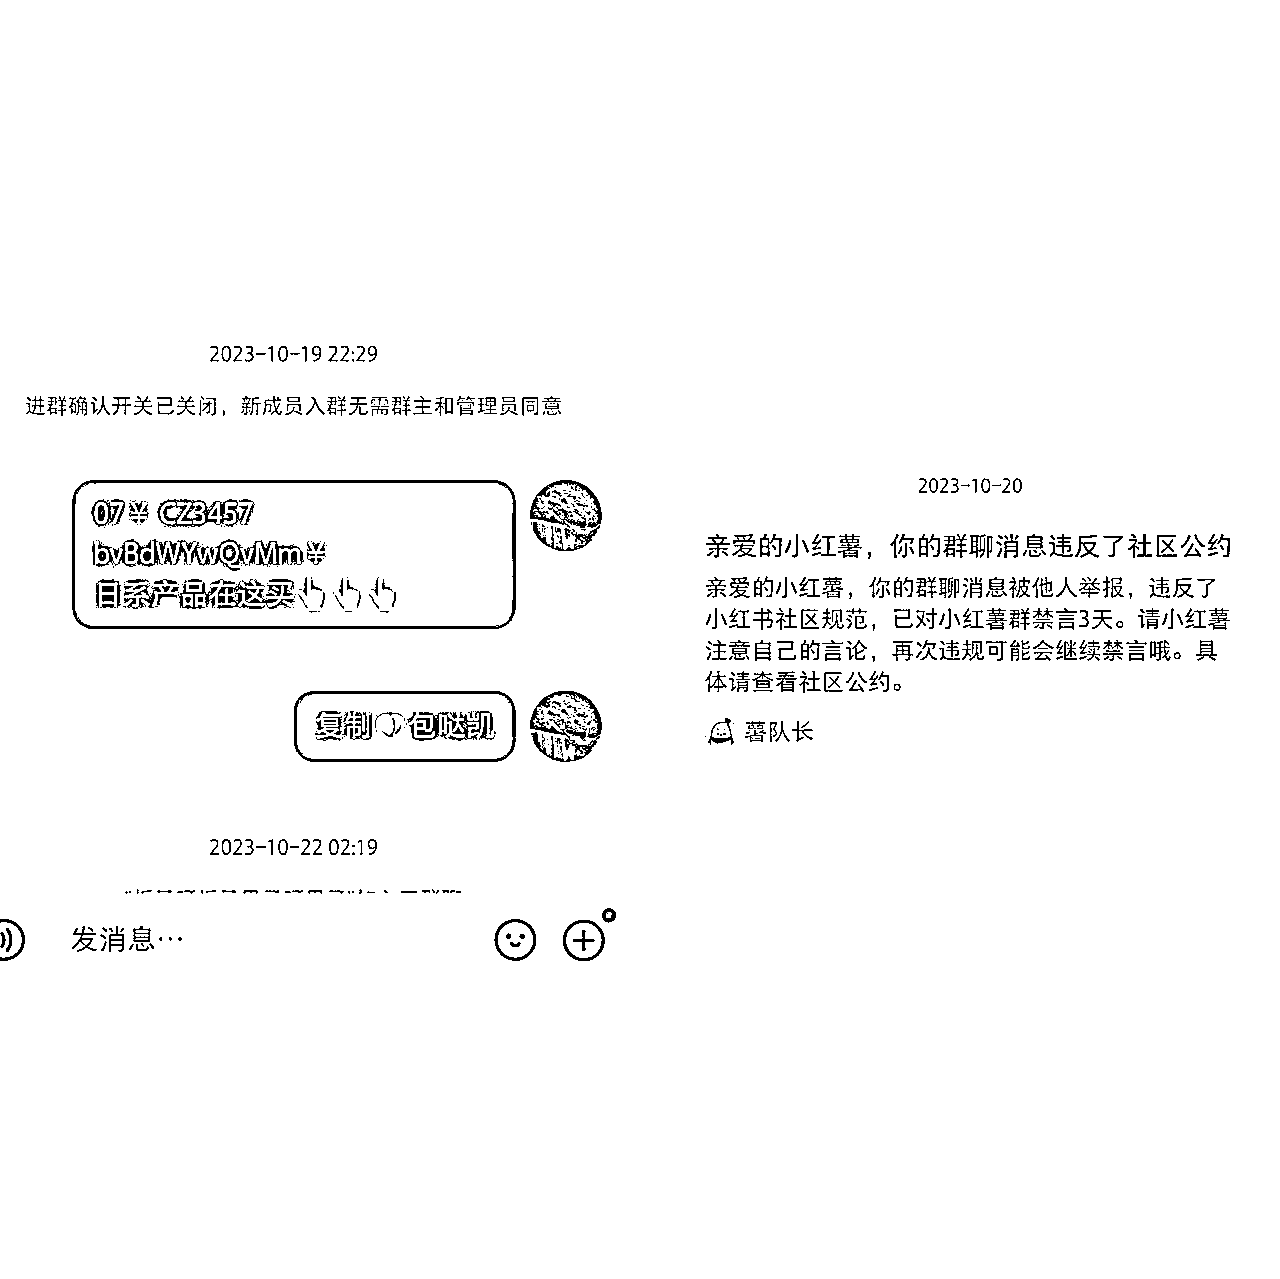 2023-10-19 22:29
进群确认开关已关闭，新成员入群无需群主和管理员同意
07￥ CZ3457
bvBdWYwQvMm￥
日系产品在这买👆👆👆
复制 包哒凯
2023-10-22 02:19
发消息…
2023-10-20
亲爱的小红薯，你的群聊消息违反了社区公约
亲爱的小红薯，你的群聊消息被他人举报，违反了
小红书社区规范，已对小红薯群禁言3天。请小红薯
注意自己的言论，再次违规可能会继续禁言哦。具
体请查看社区公约。
薯队长